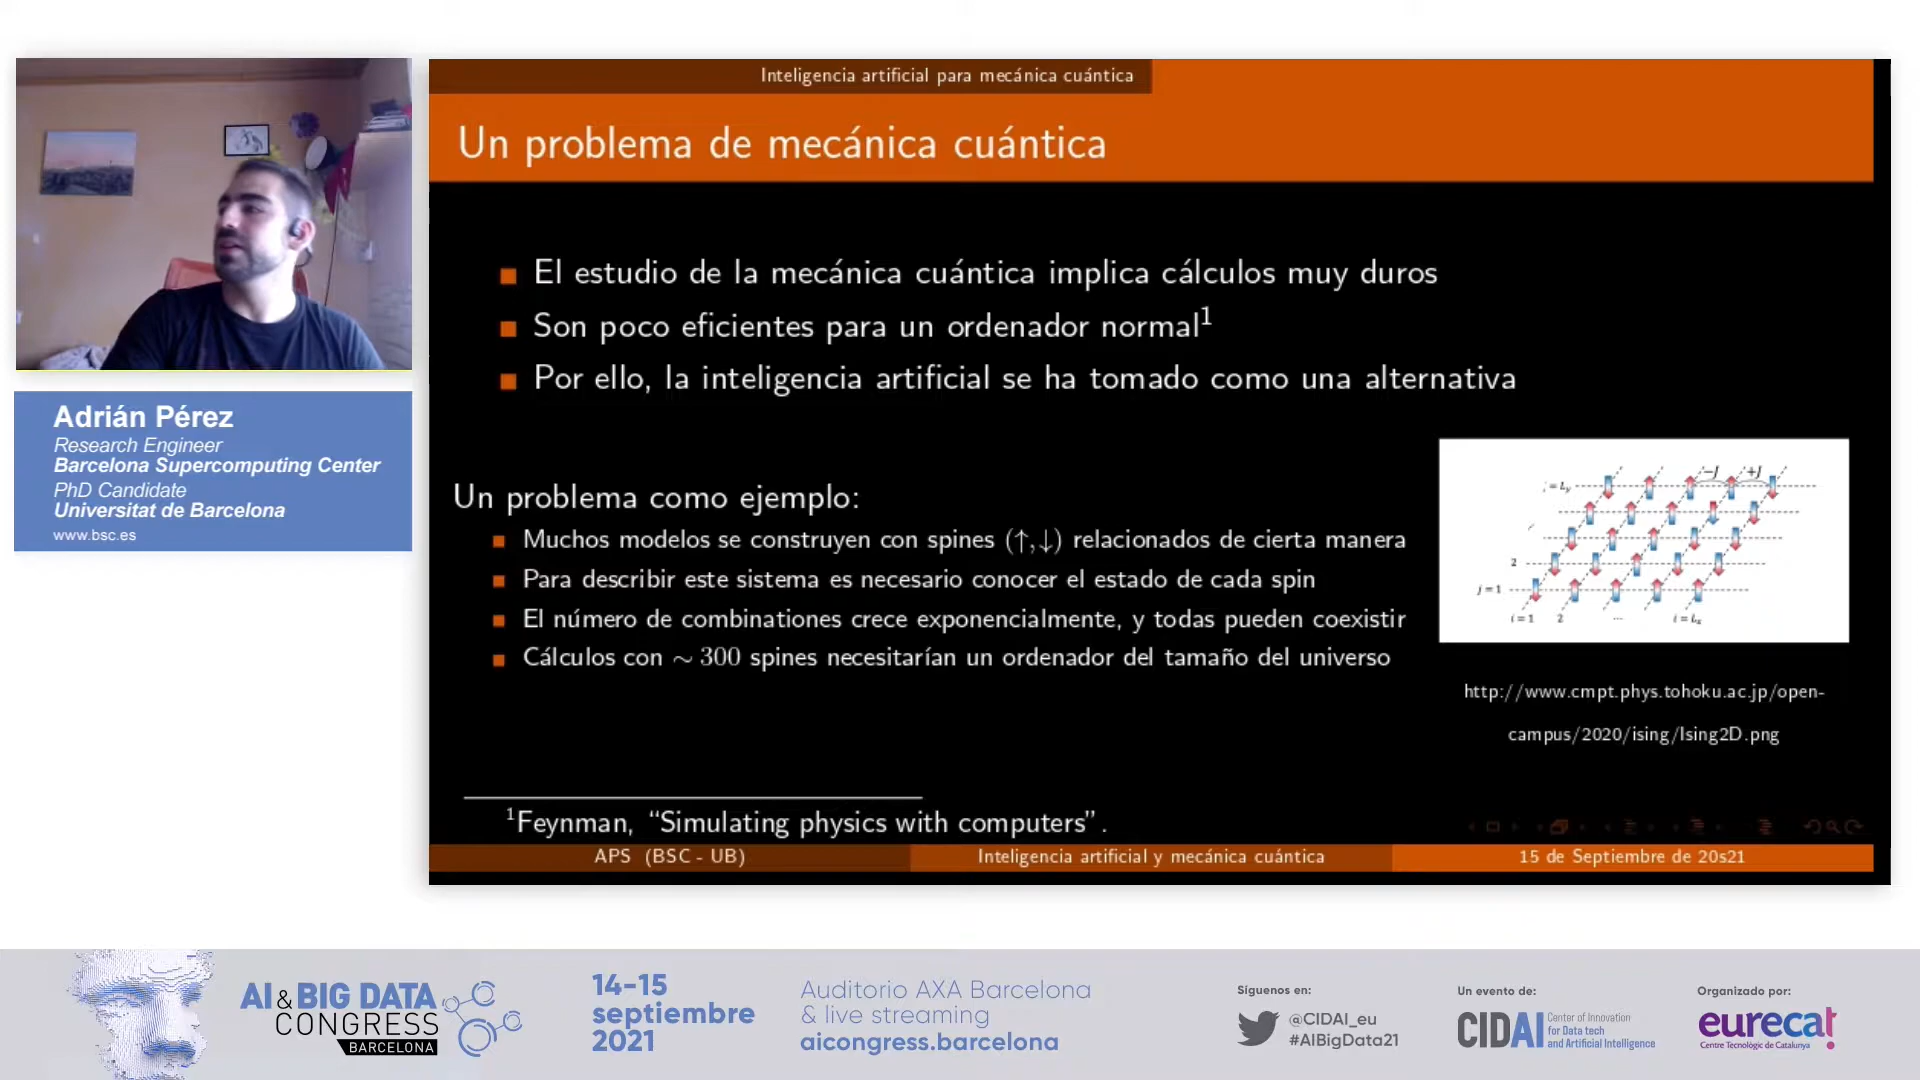 Inteligencia artificial para mecánica cuántica
Un problema de mecánica cuántica
El estudio de la mecánica cuántica implica cálculos muy duros
Son poco eficientes para un ordenador normal¹
Por ello, la inteligencia artificial se ha tomado como una alternativa
Un problema como ejemplo:
Muchos modelos se construyen con spines (↑,↓) relacionados de cierta manera
Para describir este sistema es necesario conocer el estado de cada spin
El número de combinationes crece exponencialmente, y todas pueden coexistir
Cálculos con ∼ 300 spines necesitarían un ordenador del tamaño del universo
−J +J
= Ly
2
j = 1
i = 1 2 ... i = Lx
http://www.cmpt.phys.tohoku.ac.jp/open-
campus/2020/ising/Ising2D.png
¹Feynman, “Simulating physics with computers”.
APS (BSC - UB) Inteligencia artificial y mecánica cuántica 15 de Septiembre de 20s21
Adrián Pérez
Research Engineer
Barcelona Supercomputing Center
PhD Candidate
Universitat de Barcelona
www.bsc.es
AI & BIG DATA
CONGRESS
BARCELONA
14-15
septiembre
2021
Auditorio AXA Barcelona
& live streaming
aicongress.barcelona
Síguenos en:
@CIDAI_eu
#AIBigData21
Un evento de:
CIDAI
Center of Innovation
for Data tech
and Artificial Intelligence
Organizado por:
eurecat
Centre Tecnològic de Catalunya